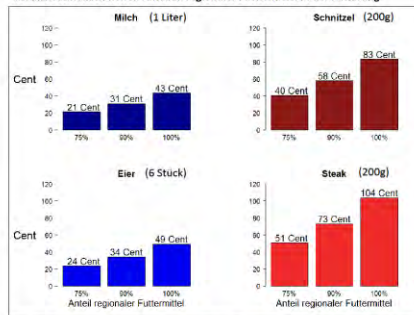 Milch (1 Liter)
120
100
80
60
40
20
0
Cent
21 Cent
31 Cent
43 Cent
75%
90%
100%
Schnitzel (200g)
120
100
80
60
40
20
0
40 Cent
58 Cent
83 Cent
75%
90%
100%
Eier (6 Stück)
120
100
80
60
40
20
0
Cent
24 Cent
34 Cent
49 Cent
75%
90%
100%
Anteil regionaler Futtermittel
Steak (200g)
120
100
80
60
40
20
0
51 Cent
73 Cent
104 Cent
75%
90%
100%
Anteil regionaler Futtermittel